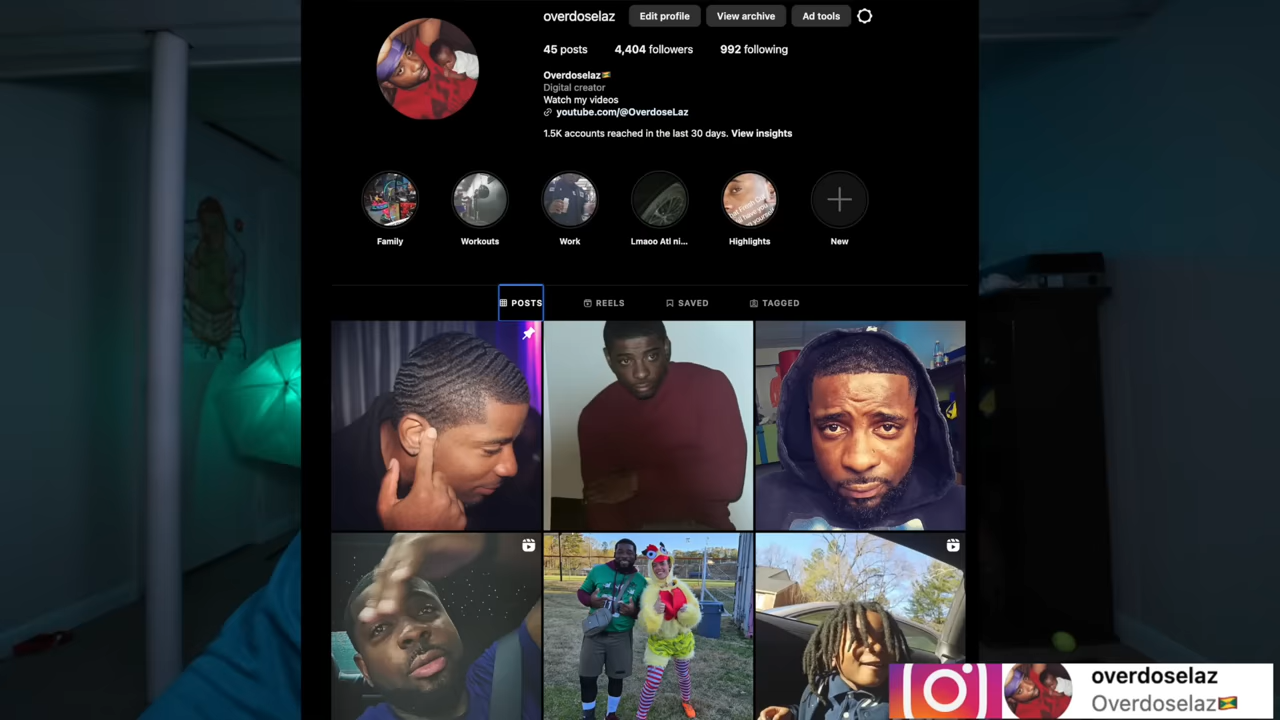 overdoselaz
Edit profile
View archive
Ad tools
45 posts
4,404 followers
992 following
Overdoselaz🇬🇩
Digital creator
Watch my videos
youtube.com/@OverdoseLaz
1.5K accounts reached in the last 30 days. View insights
Family
Workouts
Work
Lmaoo Atl ni...
Highlights
New
POSTS
REELS
SAVED
TAGGED
overdoselaz
Overdoselaz🇬🇩